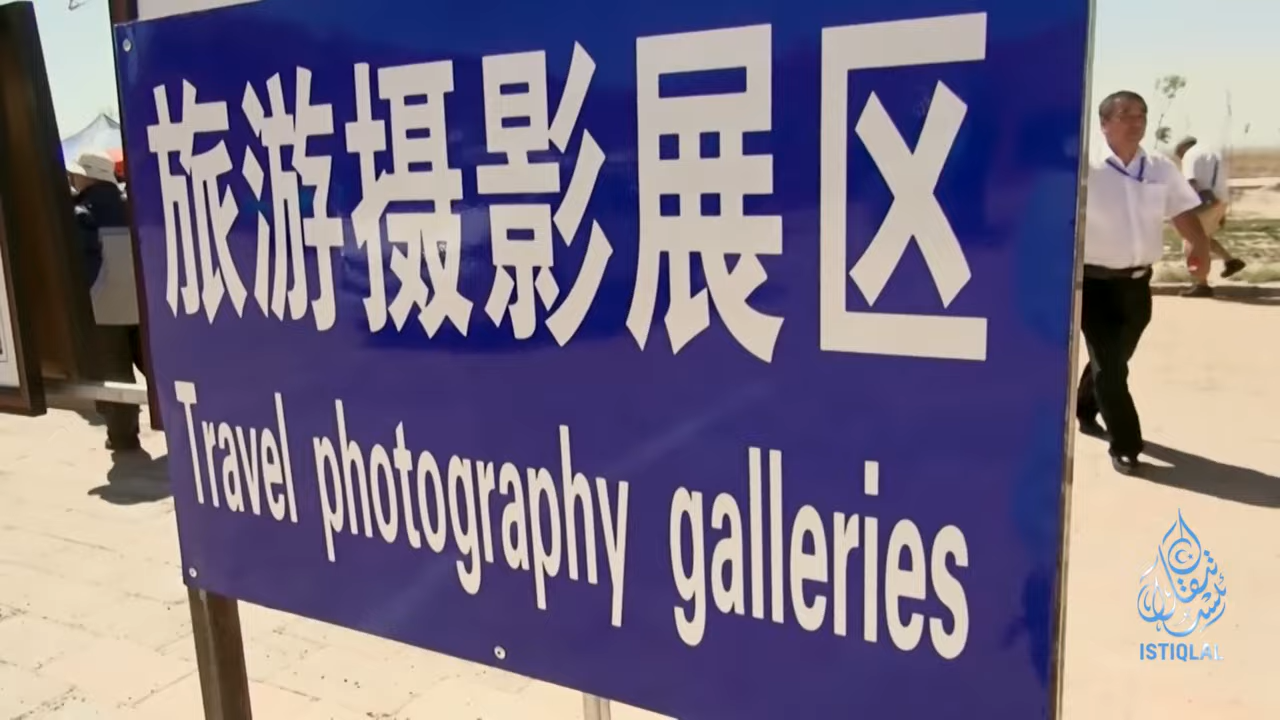 旅游摄影展区
Travel photography galleries
ISTIQLAL